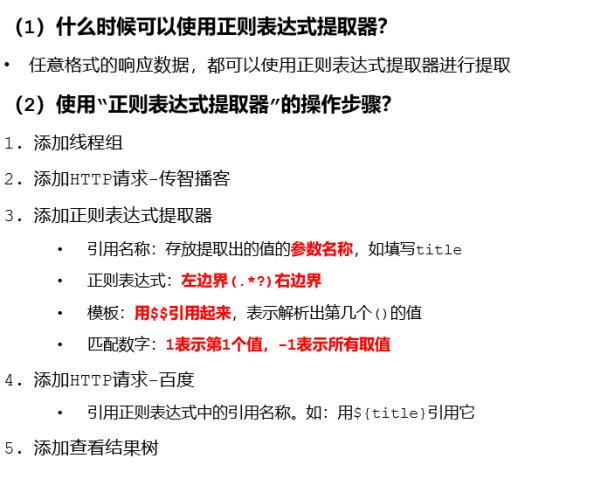 （1）什么时候可以使用正则表达式提取器？
• 任意格式的响应数据，都可以使用正则表达式提取器进行提取
（2）使用“正则表达式提取器”的操作步骤？
1. 添加线程组
2. 添加HTTP请求-传智播客
3. 添加正则表达式提取器
• 引用名称：存放提取出的值的参数名称，如填写title
• 正则表达式：左边界(.*?)右边界
• 模板：用$$引用起来，表示解析出第几个()的值
• 匹配数字：1表示第1个值，-1表示所有取值
4. 添加HTTP请求-百度
• 引用正则表达式中的引用名称。如：用${title}引用它
5. 添加查看结果树